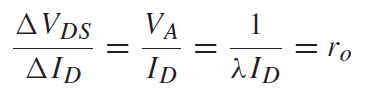 ΔV_DS / ΔI_D = V_A / I_D = 1 / λI_D = r_o